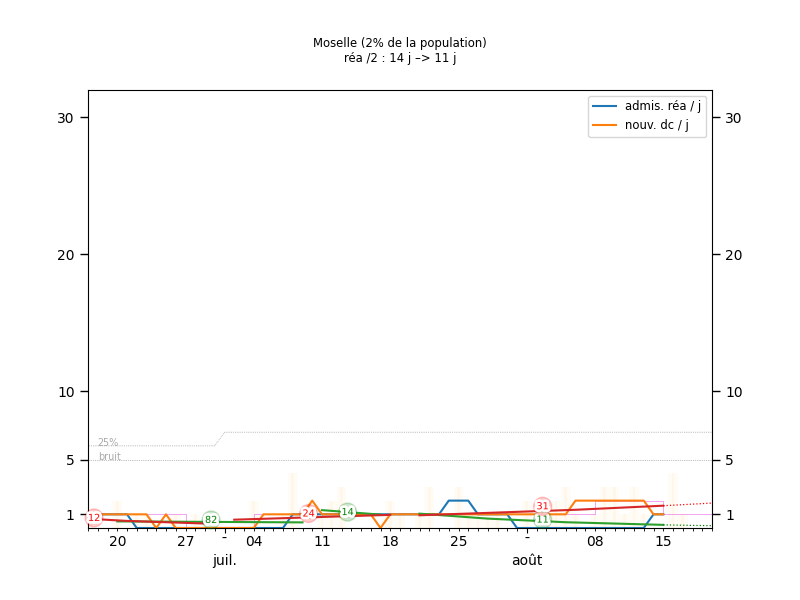 Moselle (2% de la population)
réa /2 : 14 j –> 11 j
admis. réa / j
nouv. dc / j
30 30
20 20
10 10
25%
bruit
5 5
1 1
12 82 24 14 31 11
20 27 - 04 11 18 25 - 08 15
juil. août